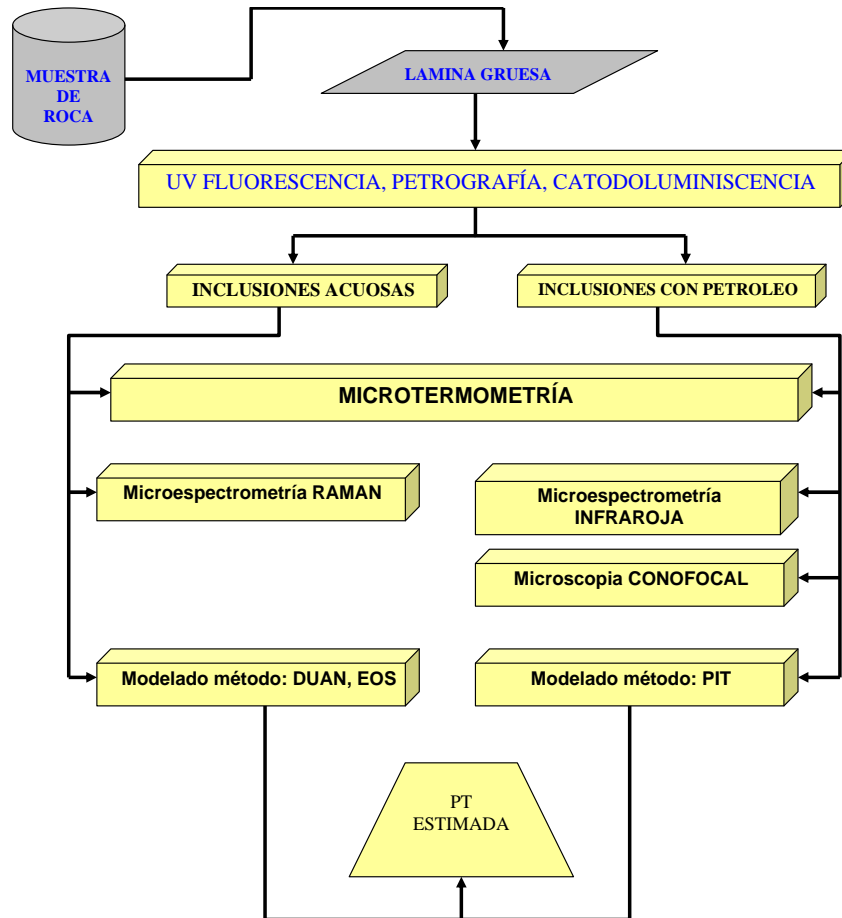 MUESTRA
DE
ROCA
LAMINA GRUESA
UV FLUORESCENCIA, PETROGRAFÍA, CATODOLUMINISCENCIA
INCLUSIONES ACUOSAS
INCLUSIONES CON PETROLEO
MICROTERMOMETRÍA
Microespectrometría RAMAN
Microespectrometría
INFRAROJA
Microscopia CONOFOCAL
Modelado método: DUAN, EOS
Modelado método: PIT
PT
ESTIMADA